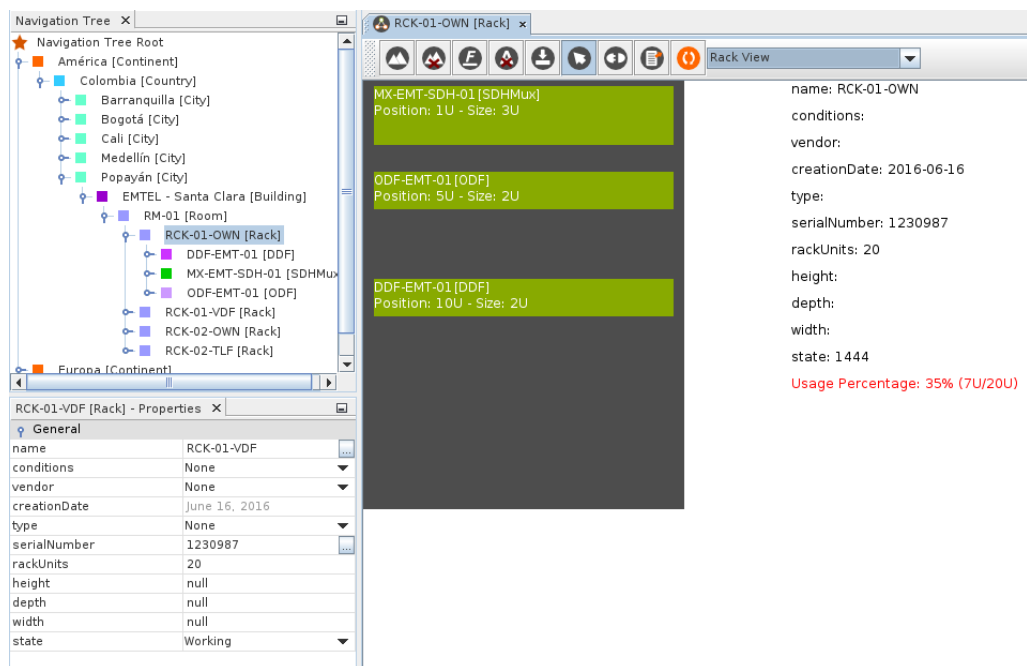 Navigation Tree
Navigation Tree Root
América [Continent]
Colombia [Country]
Barranquilla [City]
Bogotá [City]
Cali [City]
Medellín [City]
Popayán [City]
EMTEL - Santa Clara [Building]
RM-01 [Room]
RCK-01-OWN [Rack]
DDF-EMT-01 [DDF]
MX-EMT-SDH-01 [SDHMux
ODF-EMT-01 [ODF]
RCK-01-VDF [Rack]
RCK-02-OWN [Rack]
RCK-02-TLF [Rack]
Europa [Continent]
RCK-01-VDF [Rack] - Properties
General
name RCK-01-VDF ...
conditions None
vendor None
creationDate June 16, 2016
type None
serialNumber 1230987 ...
rackUnits 20
height null
depth null
width null
state Working
RCK-01-OWN [Rack]
Rack View
MX-EMT-SDH-01[SDHMux]
Position: 1U - Size: 3U
ODF-EMT-01[ODF]
Position: 5U - Size: 2U
DDF-EMT-01[DDF]
Position: 10U - Size: 2U
name: RCK-01-OWN
conditions:
vendor:
creationDate: 2016-06-16
type:
serialNumber: 1230987
rackUnits: 20
height:
depth:
width:
state: 1444
Usage Percentage: 35% (7U/20U)